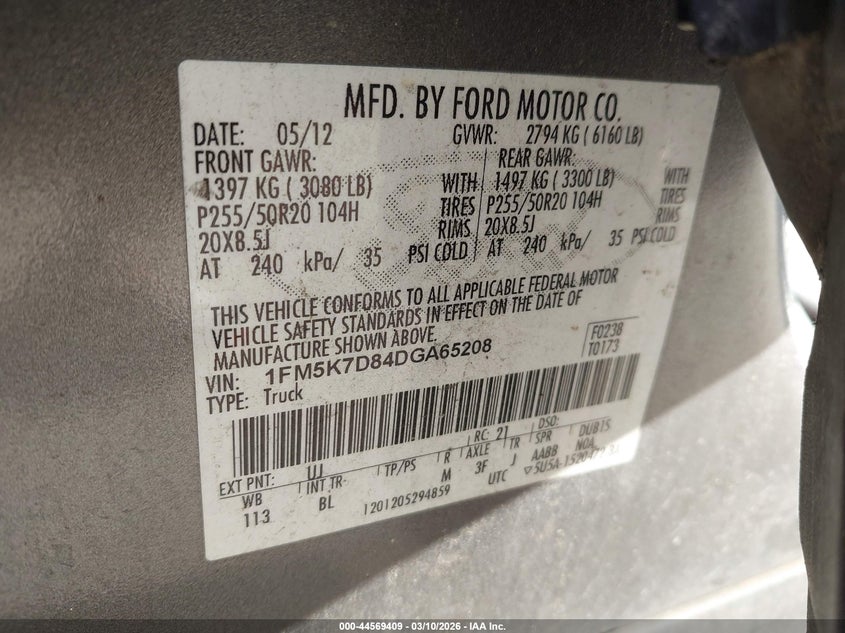 MFD. BY FORD MOTOR CO.
DATE: 05/12 GVWR: 2794 KG ( 6160 LB)
FRONT GAWR: REAR GAWR:
1397 KG ( 3080 LB) WITH 1497 KG ( 3300 LB) WITH
P255/50R20 104H TIRES P255/50R20 104H TIRES
20X8.5J RIMS 20X8.5J RIMS
AT 240 kPa/ 35 PSI COLD AT 240 kPa/ 35 PSI COLD
THIS VEHICLE CONFORMS TO ALL APPLICABLE FEDERAL MOTOR
VEHICLE SAFETY STANDARDS IN EFFECT ON THE DATE OF
MANUFACTURE SHOWN ABOVE.
VIN: 1FM5K7D84DGA65208 F0238
TYPE: Truck T0173
EXT PNT: UJ RC: 21 DSO:
WB INT TR TP/PS R AXLE TR SPR DUB15
113 BL M 3F J AABB NOA
1201205294859 UTC
000-44569409 - 03/10/2026 - IAA Inc.